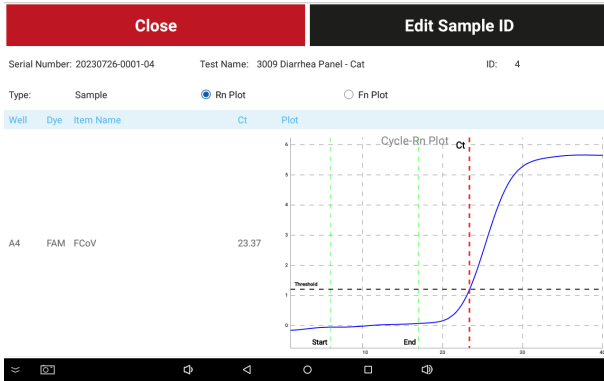 Close Edit Sample ID
Serial Number: 20230726-0001-04 Test Name: 3009 Diarrhea Panel - Cat ID: 4
Type: Sample Rn Plot Fn Plot
Well Dye Item Name Ct Plot
Cycle-Rn Plot Ct
6
5
4
3
A4 FAM FCoV 23.37
2
Threshold
1
0
Start End
10 20 30 40